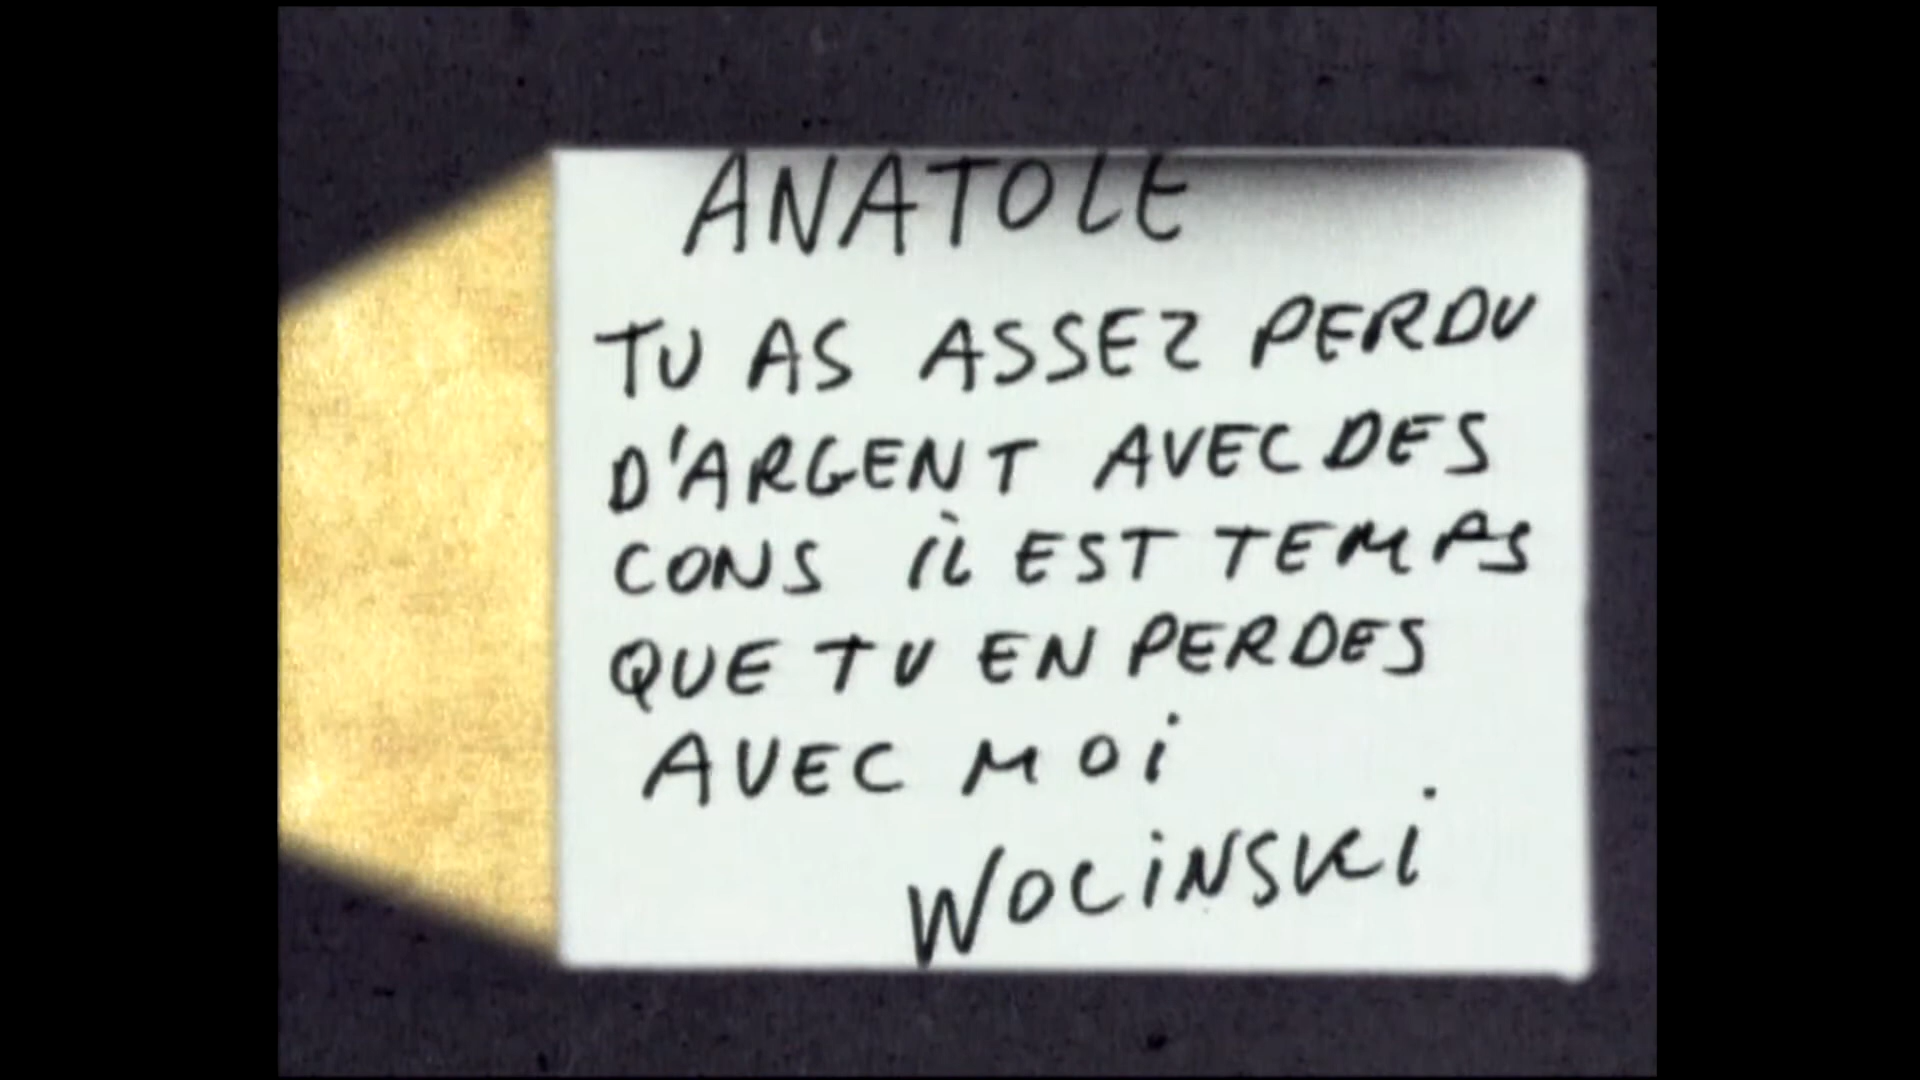 ANATOLE
TU AS ASSEZ PERDU
D'ARGENT AVEC DES
CONS iL EST TEMPS
QUE TU EN PERDES
AVEC MOi
WOLiNSKi